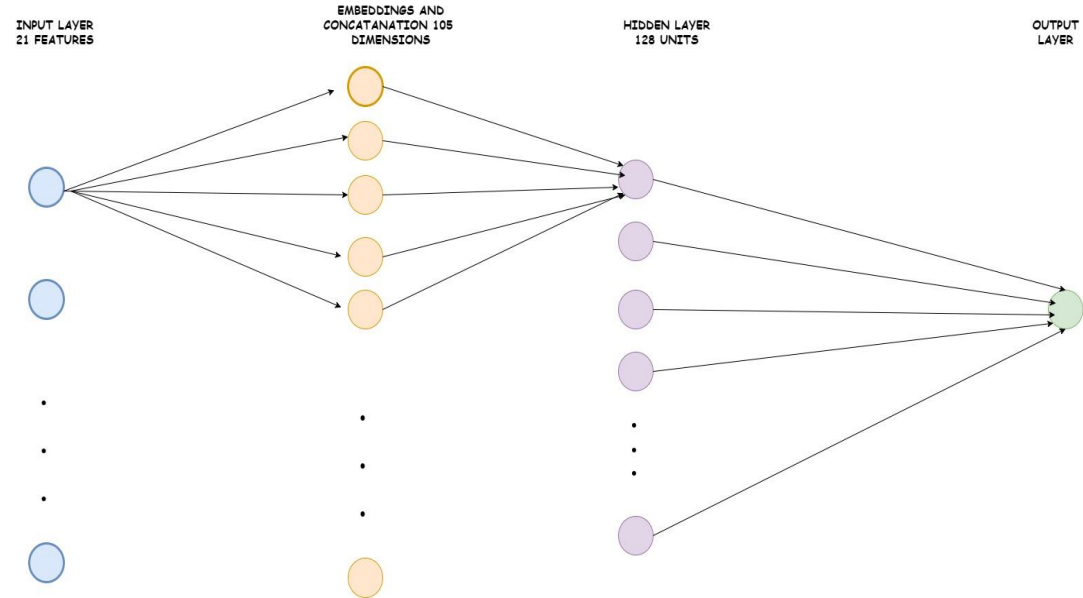 INPUT LAYER
21 FEATURES
EMBEDDINGS AND
CONCATANATION 105
DIMENSIONS
HIDDEN LAYER
128 UNITS
OUTPUT
LAYER